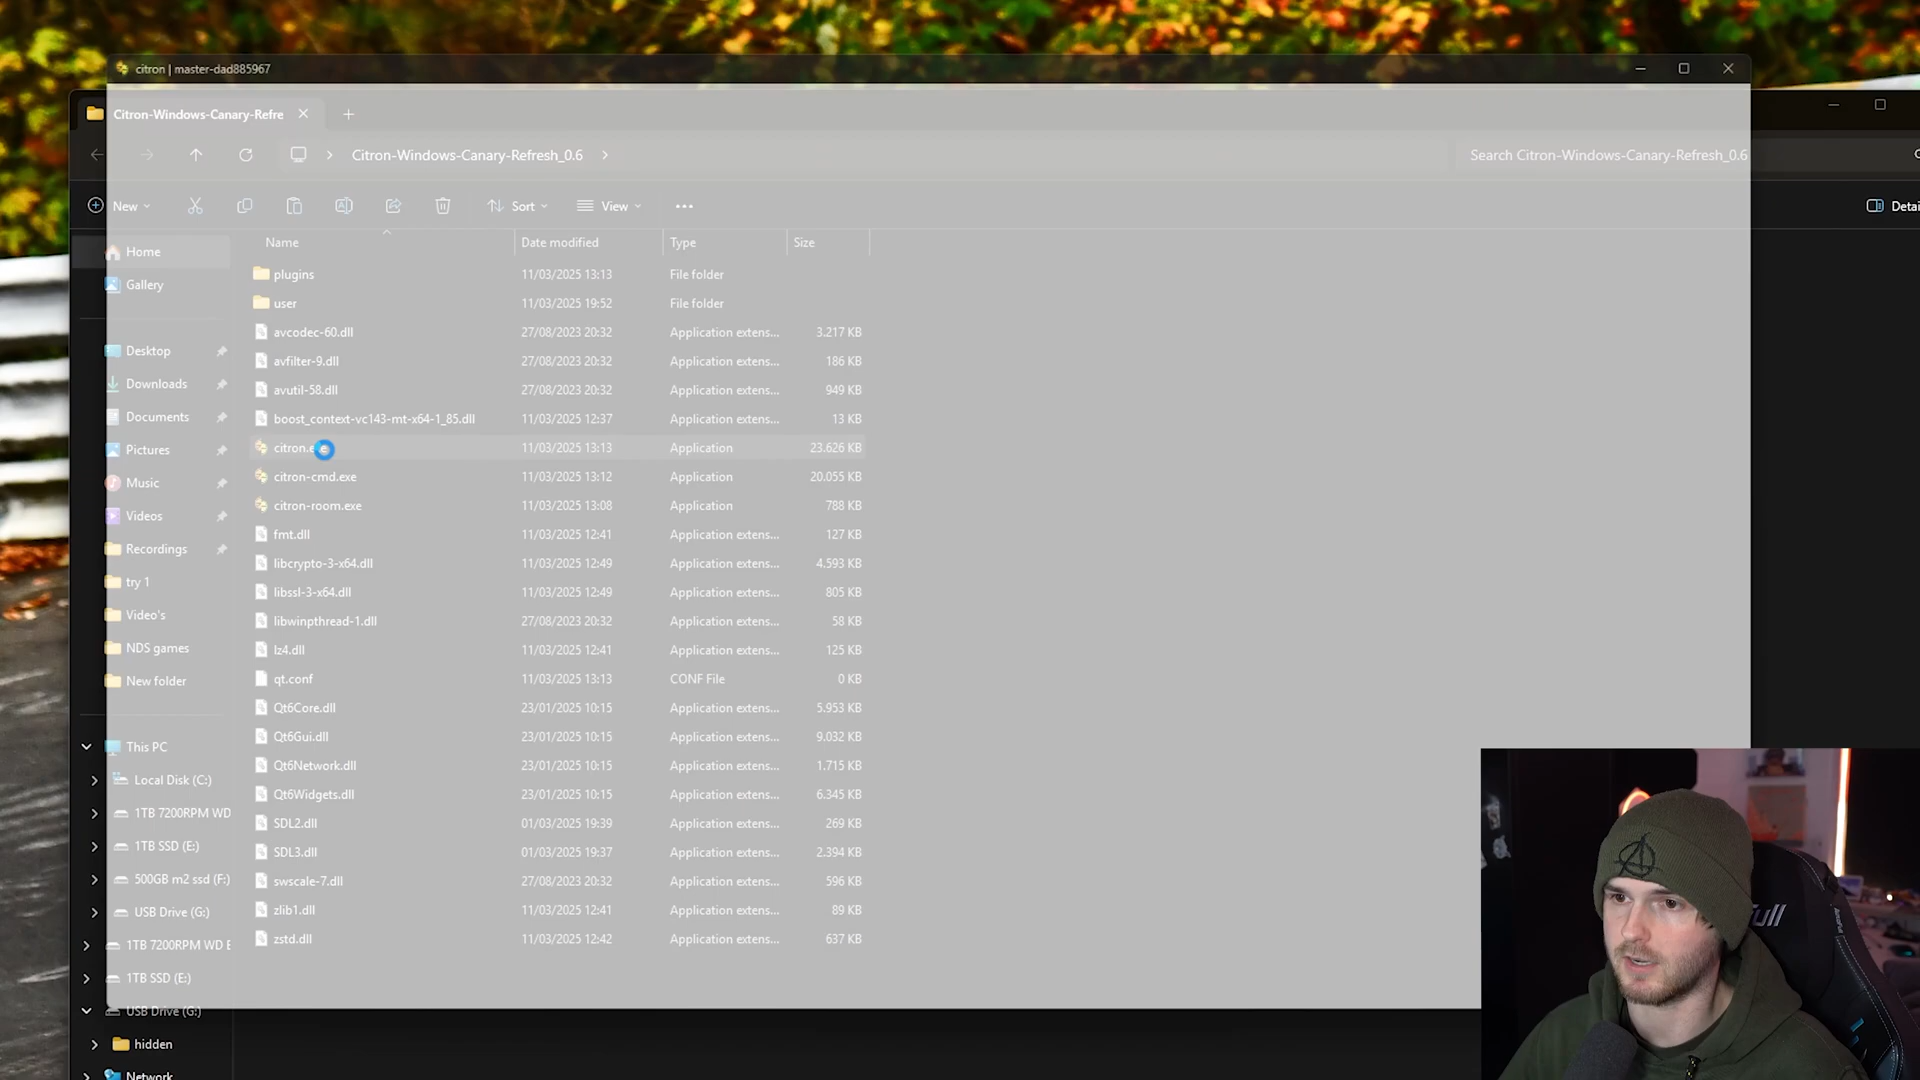 citron | master-dad885967
Citron-Windows-Canary-Refre
Citron-Windows-Canary-Refresh_0.6
Search Citron-Windows-Canary-Refresh_0.6
New
Sort
View
Detai
Name Date modified Type Size
Home
Gallery
Desktop
Downloads
Documents
Pictures
Music
Videos
Recordings
try 1
Video's
NDS games
New folder
This PC
Local Disk (C:)
1TB 7200RPM WD
1TB SSD (E:)
500GB m2 ssd (F:)
USB Drive (G:)
1TB 7200RPM WD E
1TB SSD (E:)
USB Drive (G:)
hidden
Network
plugins 11/03/2025 13:13 File folder
user 11/03/2025 19:52 File folder
avcodec-60.dll 27/08/2023 20:32 Application extens... 3.217 KB
avfilter-9.dll 27/08/2023 20:32 Application extens... 186 KB
avutil-58.dll 27/08/2023 20:32 Application extens... 949 KB
boost_context-vc143-mt-x64-1_85.dll 11/03/2025 12:37 Application extens... 13 KB
citron.e 11/03/2025 13:13 Application 23.626 KB
citron-cmd.exe 11/03/2025 13:12 Application 20.055 KB
citron-room.exe 11/03/2025 13:08 Application 788 KB
fmt.dll 11/03/2025 12:41 Application extens... 127 KB
libcrypto-3-x64.dll 11/03/2025 12:49 Application extens... 4.593 KB
libssl-3-x64.dll 11/03/2025 12:49 Application extens... 805 KB
libwinpthread-1.dll 27/08/2023 20:32 Application extens... 58 KB
lz4.dll 11/03/2025 12:41 Application extens... 125 KB
qt.conf 11/03/2025 13:13 CONF File 0 KB
Qt6Core.dll 23/01/2025 10:15 Application extens... 5.953 KB
Qt6Gui.dll 23/01/2025 10:15 Application extens... 9.032 KB
Qt6Network.dll 23/01/2025 10:15 Application extens... 1.715 KB
Qt6Widgets.dll 23/01/2025 10:15 Application extens... 6.345 KB
SDL2.dll 01/03/2025 19:39 Application extens... 269 KB
SDL3.dll 01/03/2025 19:37 Application extens... 2.394 KB
swscale-7.dll 27/08/2023 20:32 Application extens... 596 KB
zlib1.dll 11/03/2025 12:41 Application extens... 89 KB
zstd.dll 11/03/2025 12:42 Application extens... 637 KB